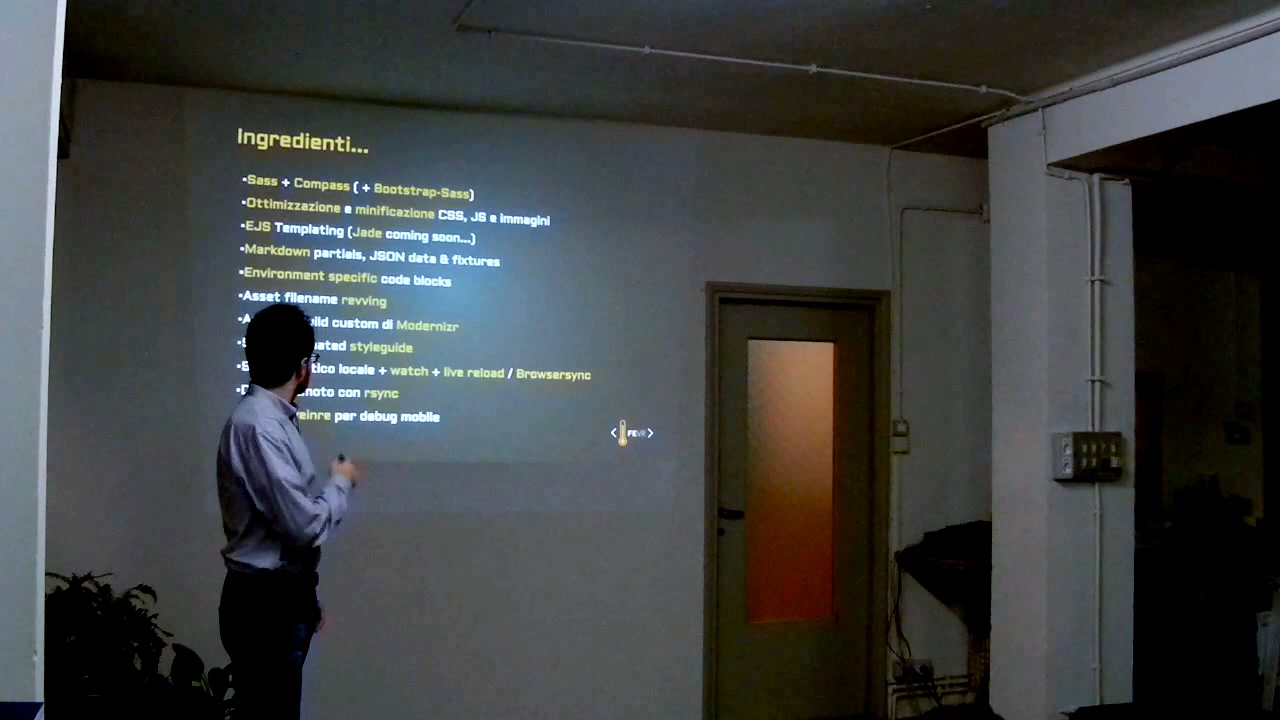 Ingredienti...
•Sass + Compass ( + Bootstrap-Sass)
•Ottimizzazione e minificazione CSS, JS e immagini
•EJS Templating (Jade coming soon...)
•Markdown partials, JSON data & fixtures
•Environment specific code blocks
•Asset filename revving
custom di Modernizr
styleguide
locale + watch + live reload / Browsersync
con rsync
per debug mobile
<FEVR>